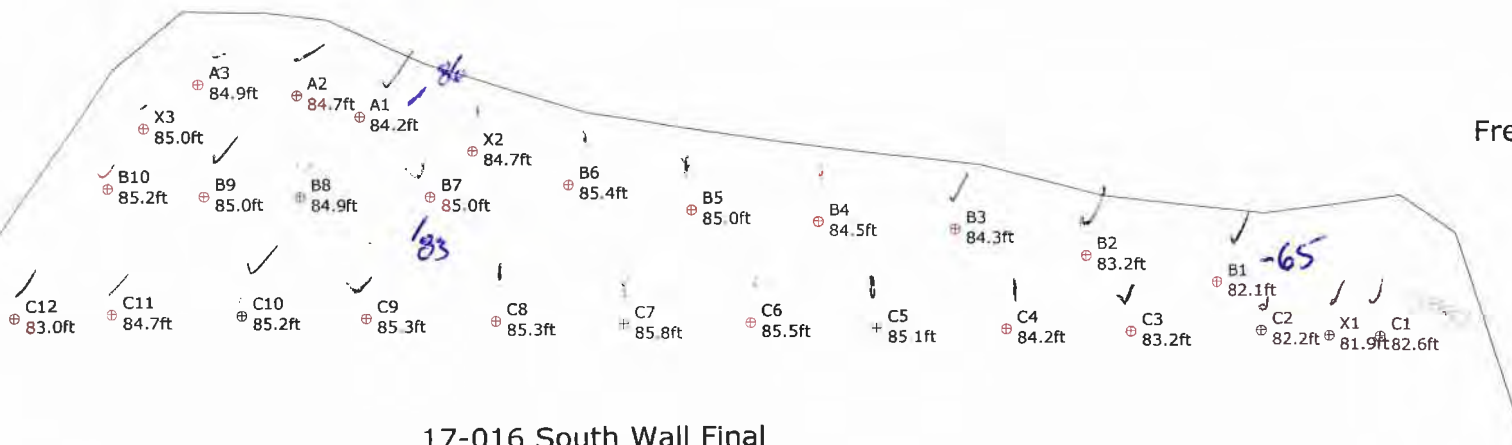 A3
84.9ft
A2
84.7ft
A1
84.2ft
86
X3
85.0ft
X2
84.7ft
Fre
B10
85.2ft
B9
85.0ft
B8
84.9ft
B7
85.0ft
83
B6
85.4ft
B5
85.0ft
B4
84.5ft
B3
84.3ft
B2
83.2ft
B1
82.1ft
-65
C12
83.0ft
C11
84.7ft
C10
85.2ft
C9
85.3ft
C8
85.3ft
C7
85.8ft
C6
85.5ft
C5
85.1ft
C4
84.2ft
C3
83.2ft
C2
82.2ft
X1
81.9ft
C1
82.6ft
17-016 South Wall Final